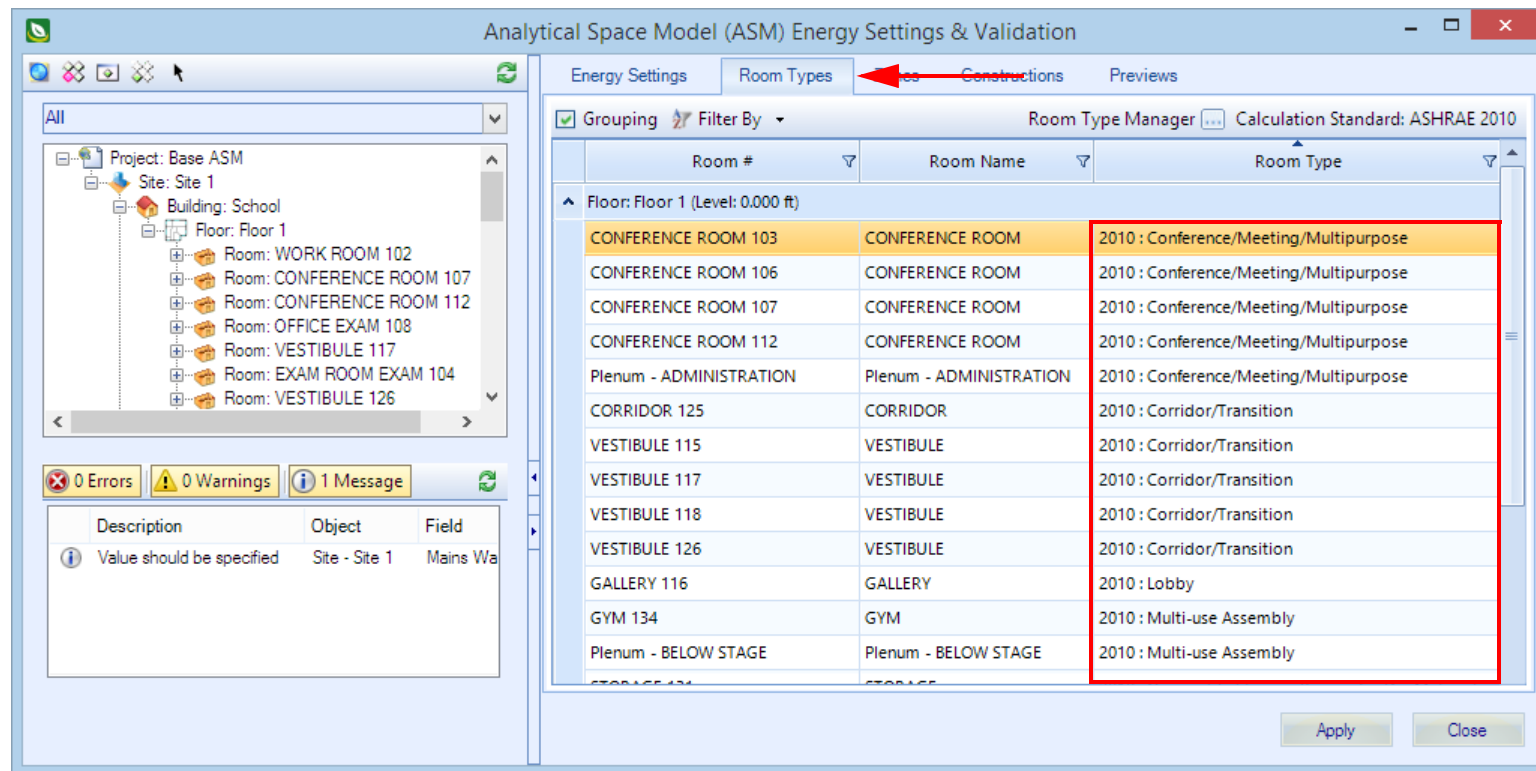 Analytical Space Model (ASM) Energy Settings & Validation
All
Project: Base ASM
Site: Site 1
Building: School
Floor: Floor 1
Room: WORK ROOM 102
Room: CONFERENCE ROOM 107
Room: CONFERENCE ROOM 112
Room: OFFICE EXAM 108
Room: VESTIBULE 117
Room: EXAM ROOM EXAM 104
Room: VESTIBULE 126
0 Errors 0 Warnings 1 Message
Description Object Field
Value should be specified Site - Site 1 Mains Wa
Energy Settings Room Types Constructions Previews
Grouping Filter By Room Type Manager ... Calculation Standard: ASHRAE 2010
Room # Room Name Room Type
Floor: Floor 1 (Level: 0.000 ft)
CONFERENCE ROOM 103 CONFERENCE ROOM 2010 : Conference/Meeting/Multipurpose
CONFERENCE ROOM 106 CONFERENCE ROOM 2010 : Conference/Meeting/Multipurpose
CONFERENCE ROOM 107 CONFERENCE ROOM 2010 : Conference/Meeting/Multipurpose
CONFERENCE ROOM 112 CONFERENCE ROOM 2010 : Conference/Meeting/Multipurpose
Plenum - ADMINISTRATION Plenum - ADMINISTRATION 2010 : Conference/Meeting/Multipurpose
CORRIDOR 125 CORRIDOR 2010 : Corridor/Transition
VESTIBULE 115 VESTIBULE 2010 : Corridor/Transition
VESTIBULE 117 VESTIBULE 2010 : Corridor/Transition
VESTIBULE 118 VESTIBULE 2010 : Corridor/Transition
VESTIBULE 126 VESTIBULE 2010 : Corridor/Transition
GALLERY 116 GALLERY 2010 : Lobby
GYM 134 GYM 2010 : Multi-use Assembly
Plenum - BELOW STAGE Plenum - BELOW STAGE 2010 : Multi-use Assembly
Apply Close